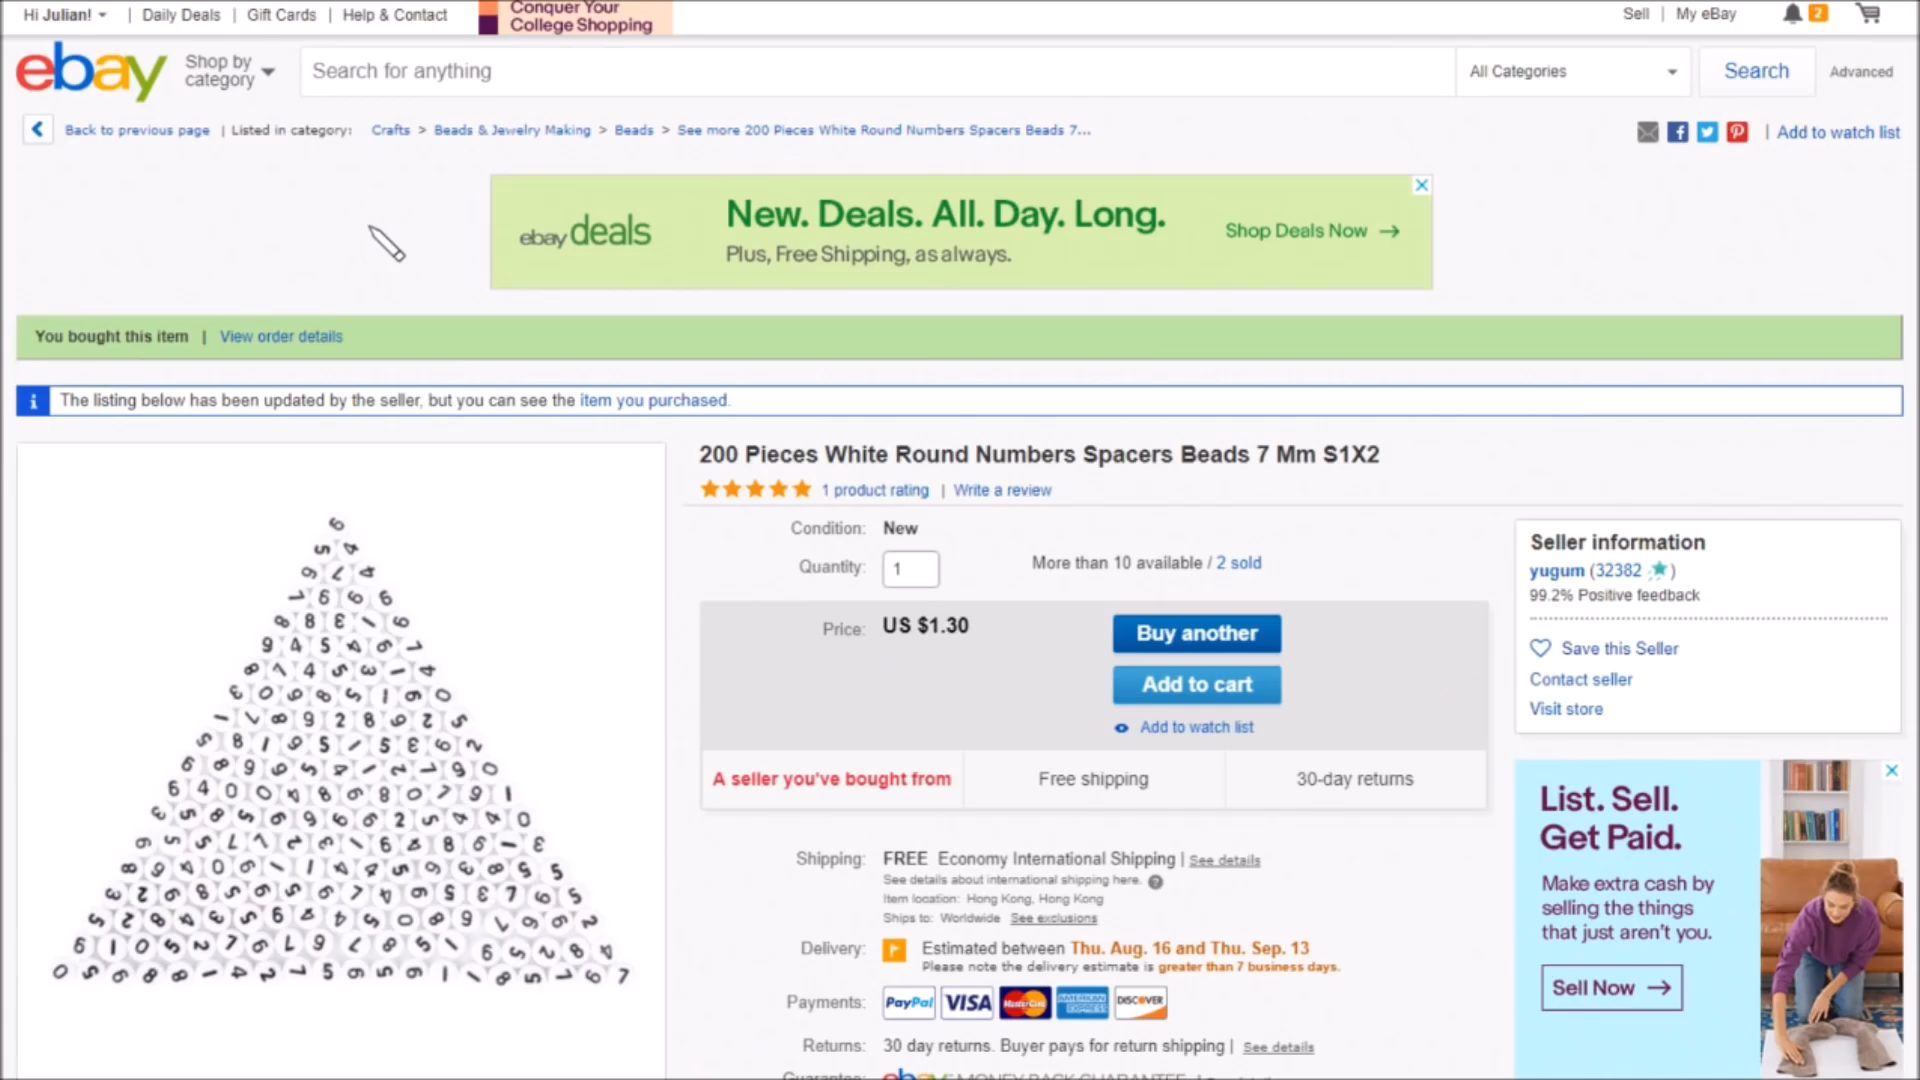 Hi Julian! | Daily Deals | Gift Cards | Help & Contact
Conquer Your
College Shopping
Sell | My eBay 2
ebay
Shop by
category
Search for anything
All Categories
Search
Advanced
Back to previous page | Listed in category: Crafts > Beads & Jewelry Making > Beads > See more 200 Pieces White Round Numbers Spacers Beads 7...
| Add to watch list
ebay deals
New. Deals. All. Day. Long.
Plus, Free Shipping, as always.
Shop Deals Now →
You bought this item | View order details
i The listing below has been updated by the seller, but you can see the item you purchased.
200 Pieces White Round Numbers Spacers Beads 7 Mm S1X2
1 product rating | Write a review
Condition: New
Quantity: 1
More than 10 available / 2 sold
Price: US $1.30
Buy another
Add to cart
Add to watch list
A seller you've bought from
Free shipping
30-day returns
Shipping: FREE Economy International Shipping | See details
See details about international shipping here. ?
Item location: Hong Kong, Hong Kong
Ships to: Worldwide See exclusions
Delivery: Estimated between Thu. Aug. 16 and Thu. Sep. 13
Please note the delivery estimate is greater than 7 business days.
Payments: PayPal VISA MasterCard AMERICAN EXPRESS DISCOVER
Returns: 30 day returns. Buyer pays for return shipping | See details
Seller information
yugum (32382)
99.2% Positive feedback
Save this Seller
Contact seller
Visit store
List. Sell.
Get Paid.
Make extra cash by
selling the things
that just aren't you.
Sell Now →